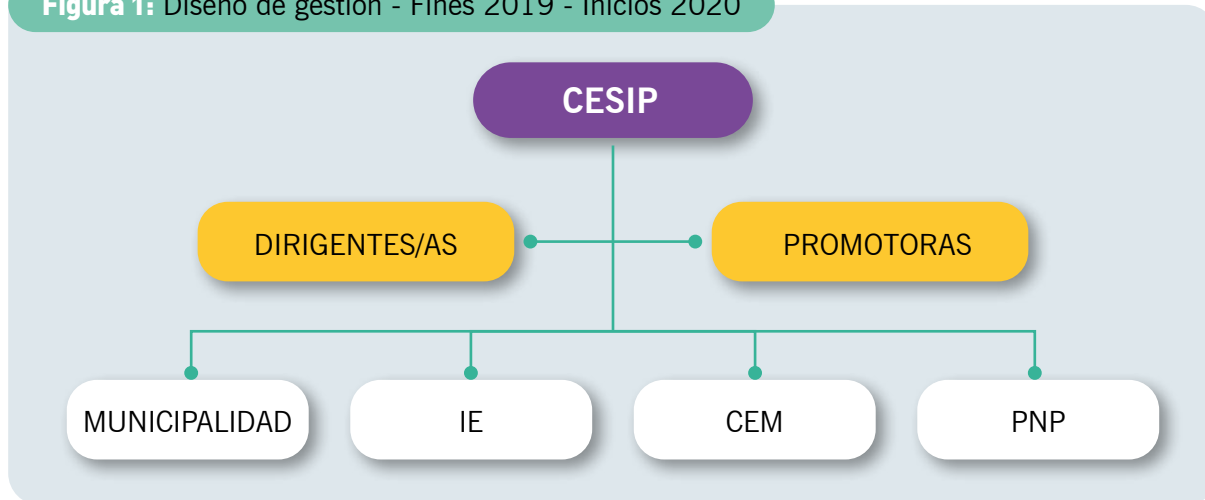 Figura 1: Diseño de gestión - Fines 2019 - Inicios 2020
CESIP
DIRIGENTES/AS
PROMOTORAS
MUNICIPALIDAD
IE
CEM
PNP